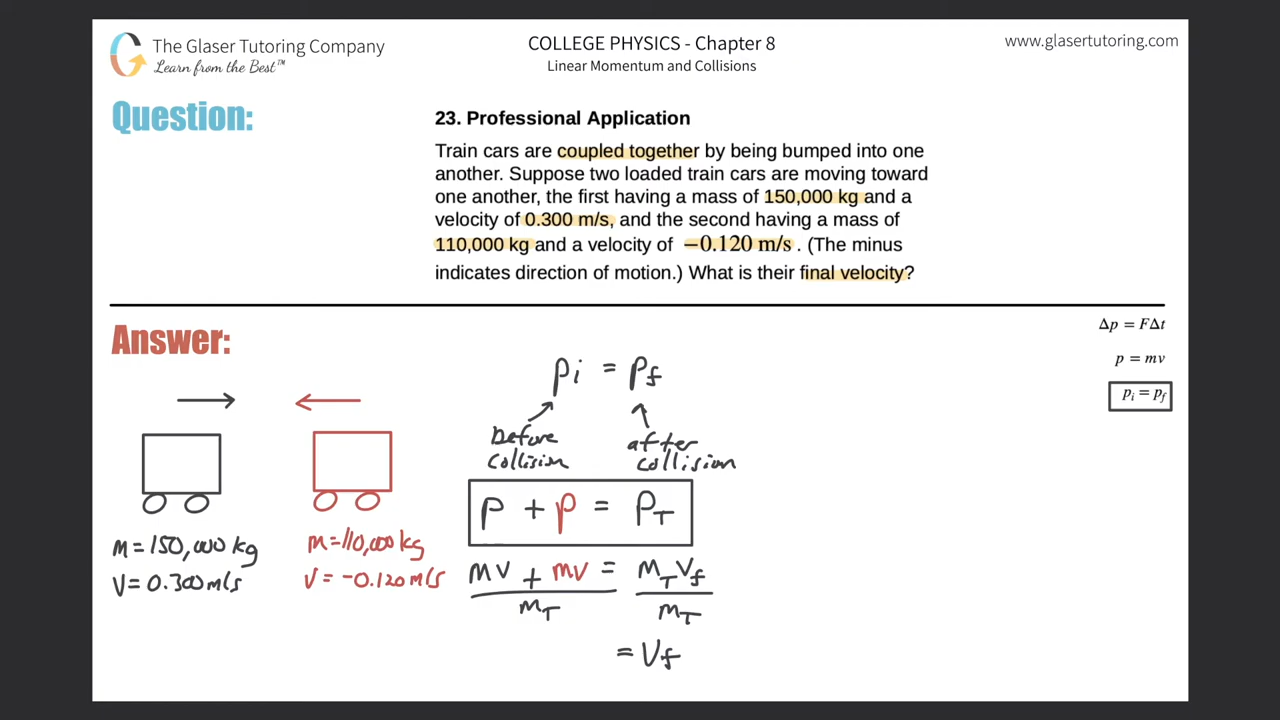 The Glaser Tutoring Company
Learn from the Best™
COLLEGE PHYSICS - Chapter 8
Linear Momentum and Collisions
www.glasertutoring.com
Question:
23. Professional Application
Train cars are coupled together by being bumped into one
another. Suppose two loaded train cars are moving toward
one another, the first having a mass of 150,000 kg and a
velocity of 0.300 m/s, and the second having a mass of
110,000 kg and a velocity of −0.120 m/s . (The minus
indicates direction of motion.) What is their final velocity?
Answer:
Δp = FΔt
p = mv
pᵢ = p_f
pi = pf
before collision
after collision
P + P = PT
m = 150,000 kg
V = 0.300 m/s
m = 110,000 kg
V = -0.120 m/s
mv + mv = MTVf
MT MT
= Vf